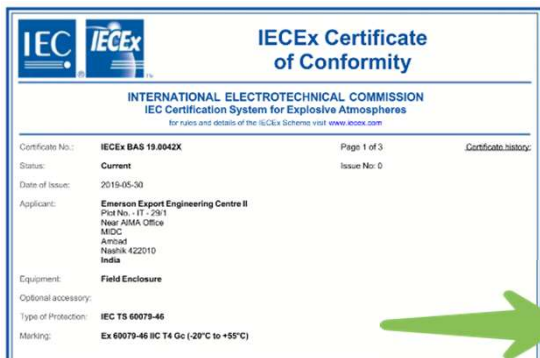 IEC
IECEx
TM
IECEx Certificate
of Conformity
INTERNATIONAL ELECTROTECHNICAL COMMISSION
IEC Certification System for Explosive Atmospheres
for rules and details of the IECEx Scheme visit www.iecex.com
Certificate No.: IECEx BAS 19.0042X Page 1 of 3 Certificate history:
Status: Current Issue No: 0
Date of Issue: 2019-05-30
Applicant: Emerson Export Engineering Centre II
Plot No. - IT - 29/1
Near AIMA Office
MIDC
Ambad
Nashik 422010
India
Equipment: Field Enclosure
Optional accessory:
Type of Protection: IEC TS 60079-46
Marking: Ex 60079-46 IIC T4 Gc (-20°C to +55°C)